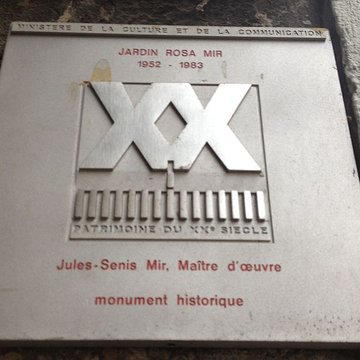 MINISTERE DE LA CULTURE ET DE LA COMMUNICATION
JARDIN ROSA MIR
1952 - 1983
XX
PATRIMOINE DU XXe SIECLE
Jules-Senis Mir, Maître d'œuvre
monument historique